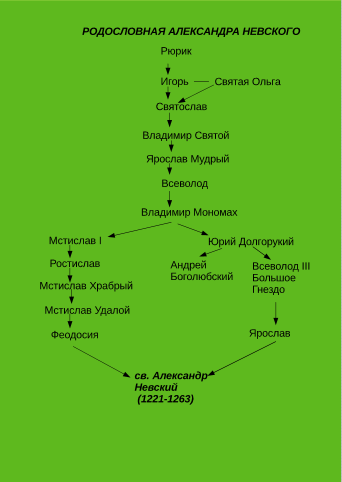 РОДОСЛОВНАЯ АЛЕКСАНДРА НЕВСКОГО
Рюрик
Игорь Святая Ольга
Святослав
Владимир Святой
Ярослав Мудрый
Всеволод
Владимир Мономах
Мстислав I
Юрий Долгорукий
Ростислав
Андрей
Боголюбский
Всеволод III
Большое
Гнездо
Мстислав Храбрый
Мстислав Удалой
Феодосия
Ярослав
св. Александр
Невский
(1221-1263)